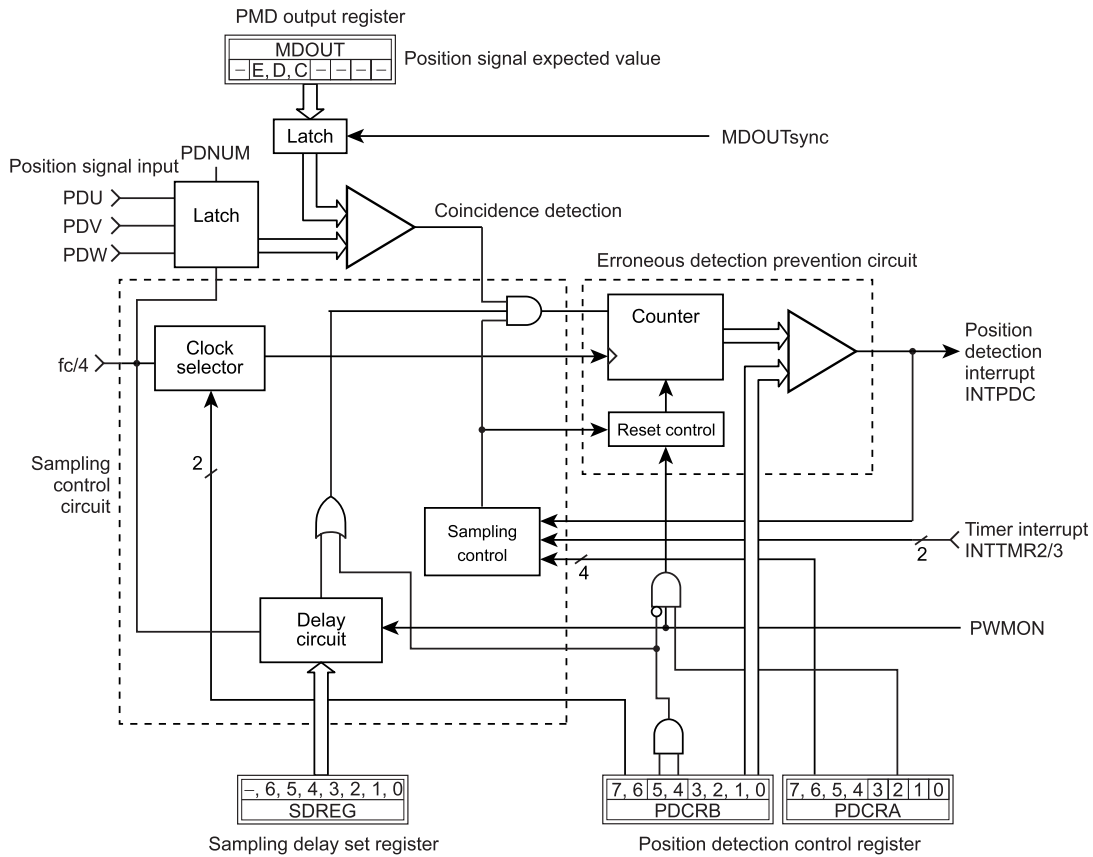 PMD output register
MDOUT
– E, D, C – – – –
Position signal expected value
Latch
MDOUTsync
PDNUM
Position signal input
PDU
PDV
PDW
Latch
Coincidence detection
Erroneous detection prevention circuit
Counter
Clock
selector
fc/4
Position
detection
interrupt
INTPDC
Reset control
2
Sampling
control
circuit
Sampling
control
Timer interrupt
INTTMR2/3
2
4
Delay
circuit
PWMON
–, 6, 5, 4, 3, 2, 1, 0
SDREG
7, 6 5, 4 3, 2, 1, 0
PDCRB
7, 6, 5, 4 3 2 1 0
PDCRA
Sampling delay set register
Position detection control register